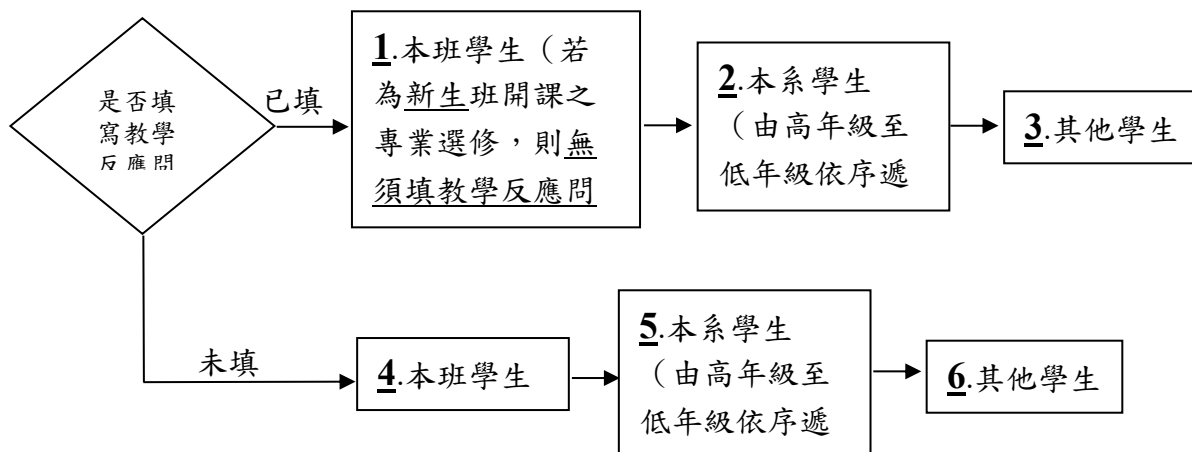 是否填
寫教學
反應問
已填
1.本班學生（若
為新生班開課之
專業選修，則無
須填教學反應問
2.本系學生
（由高年級至
低年級依序遞
3.其他學生
未填
4.本班學生
5.本系學生
（由高年級至
低年級依序遞
6.其他學生